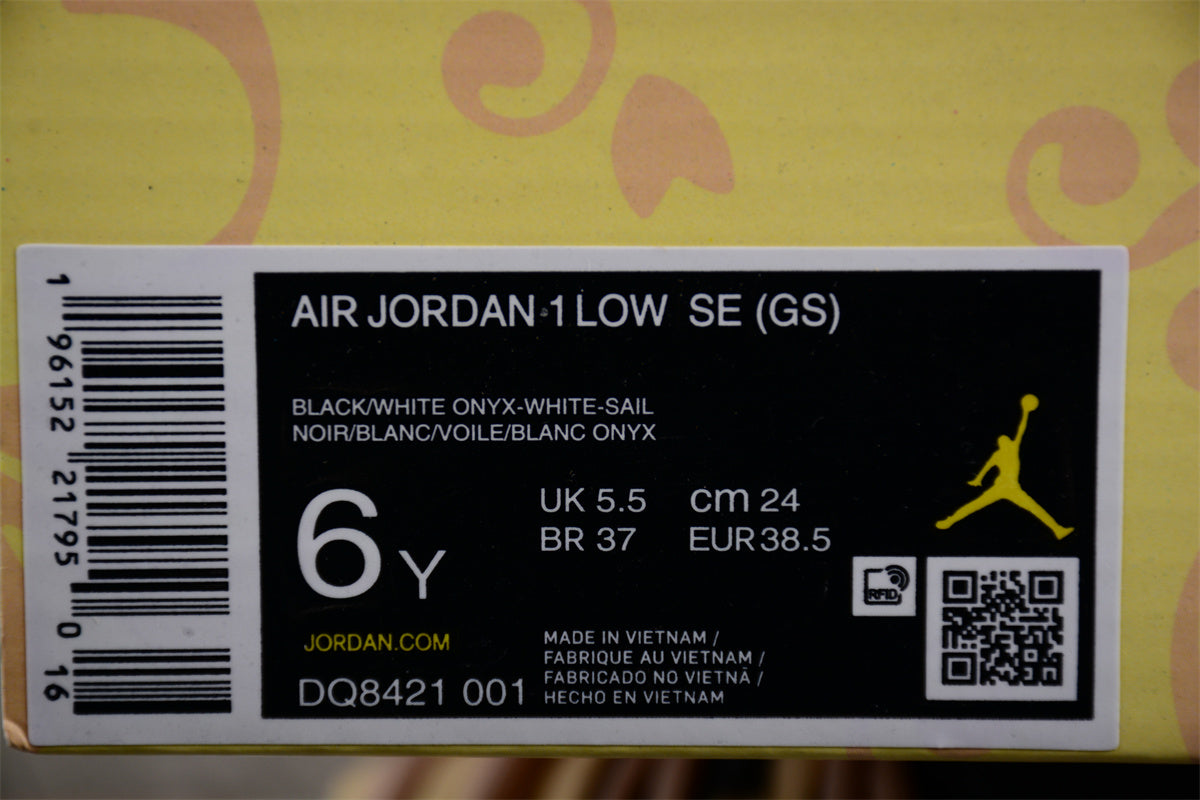 1 96152 21795 0 16
AIR JORDAN 1 LOW SE (GS)
BLACK/WHITE ONYX-WHITE-SAIL
NOIR/BLANC/VOILE/BLANC ONYX
6Y
UK 5.5 cm 24
BR 37 EUR 38.5
RFID
JORDAN.COM
DQ8421 001
MADE IN VIETNAM /
FABRIQUE AU VIETNAM /
FABRICADO NO VIETNÃ /
HECHO EN VIETNAM